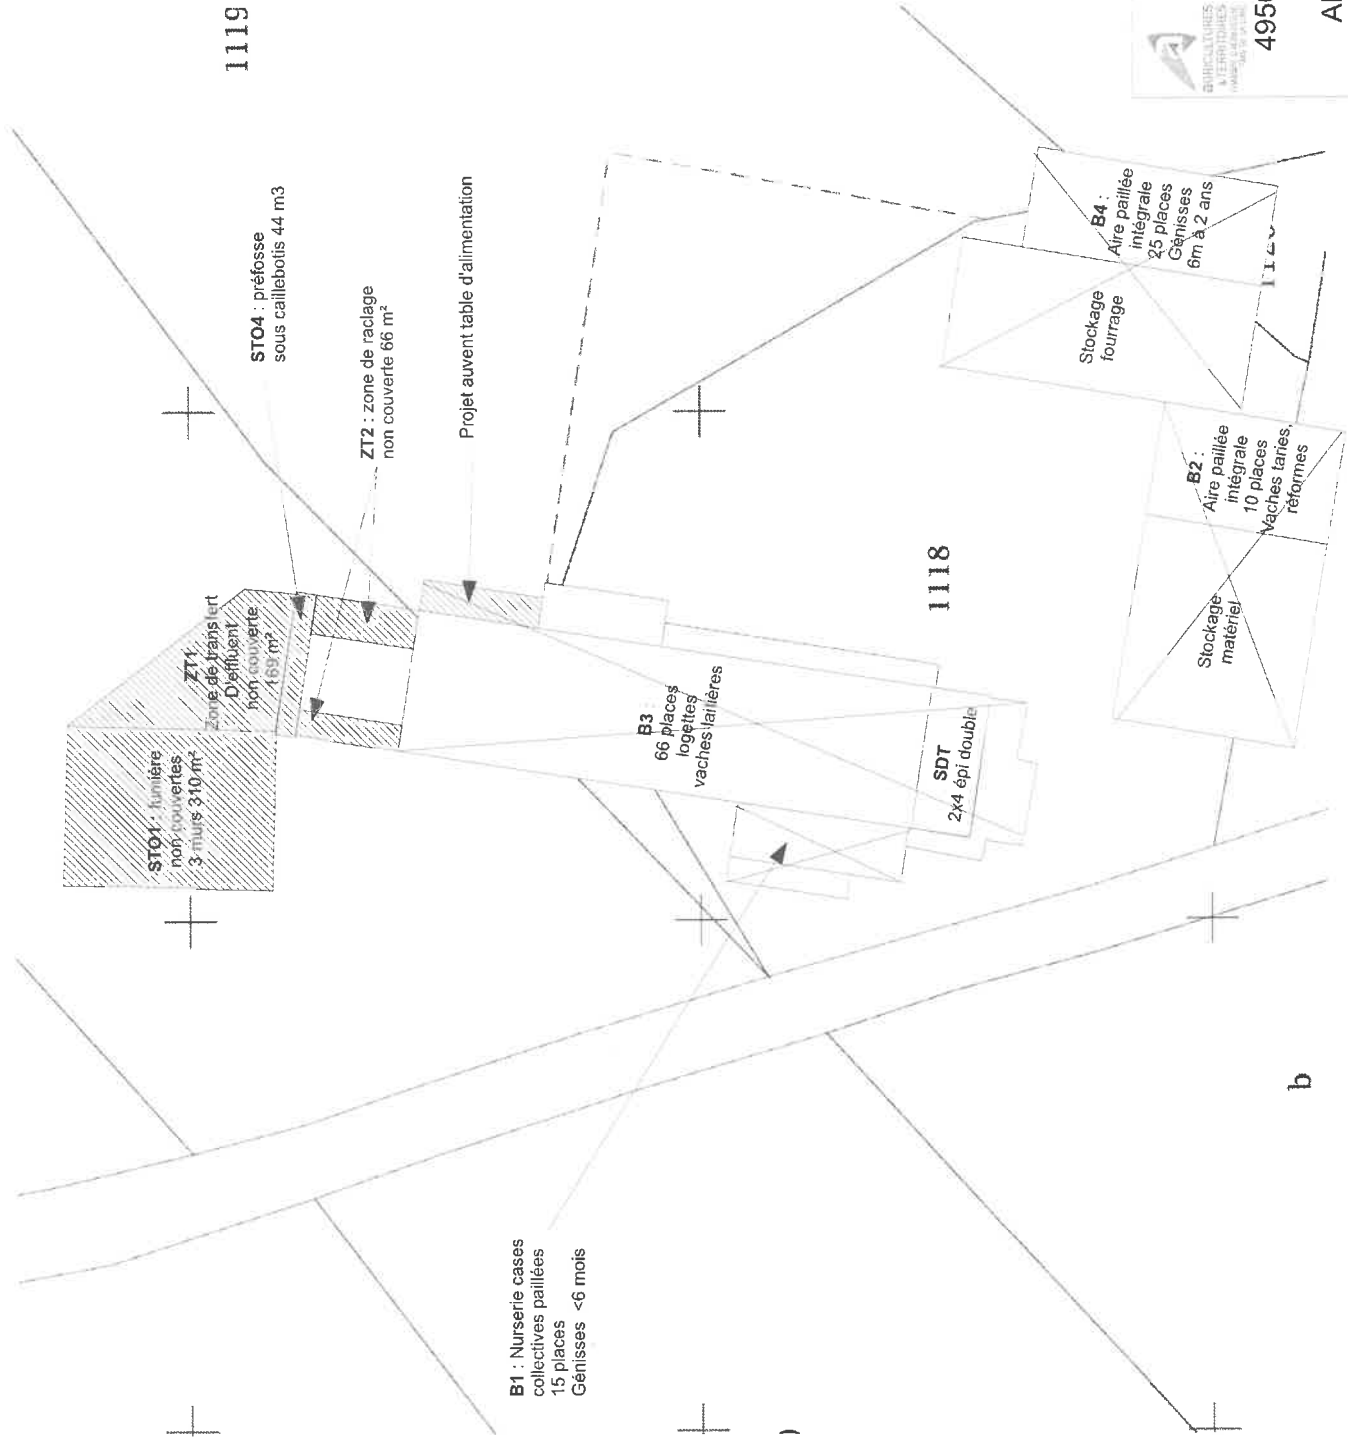 1119
STO4 : préfosse
sous caillebotis 44 m3
ZT2 : zone de raclage
non couverte 66 m²
Projet auvent table d'alimentation
ZT1
Zone de transfert
D'effluent
non couverte
169 m²
STO1 : fumière
non couvertes
3 murs 310 m²
B3 :
66 places
logettes
vaches laitières
SDT
2x4 épi double
1118
B1 : Nurserie cases
collectives paillées
15 places
Génisses <6 mois
B4 :
Aire paillée
intégrale
25 places
Génisses
6m à 2 ans
Stockage
fourrage
B2 :
Aire paillée
intégrale
10 places
Vaches taries,
réformes
Stockage
matériel
b
AGRICULTURES
& TERRITOIRES